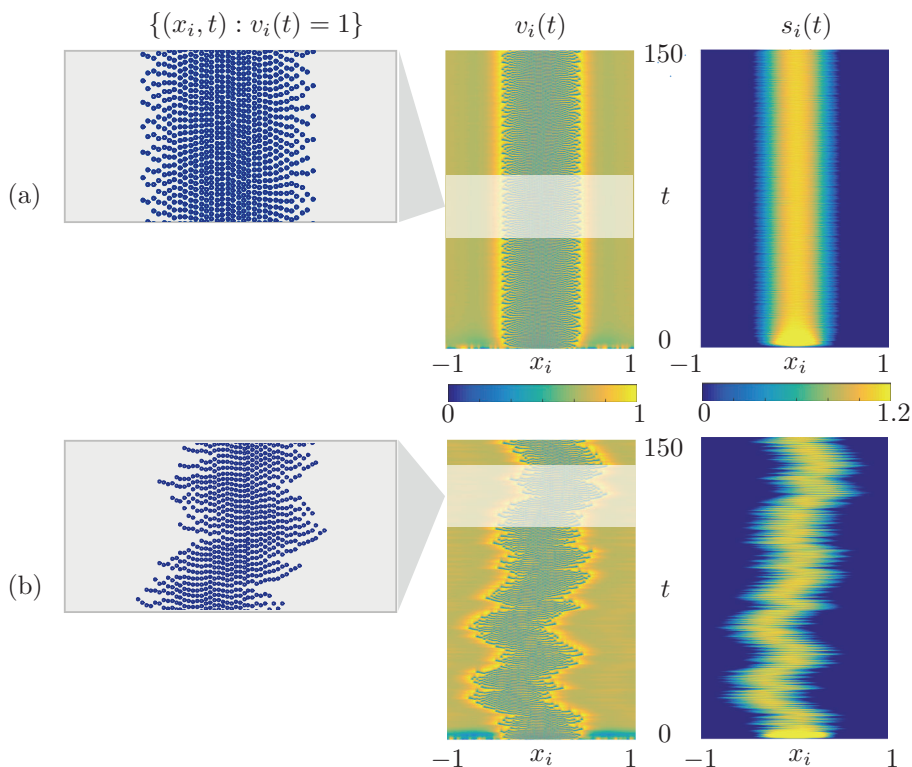 {(x_i, t) : v_i(t) = 1} v_i(t) s_i(t)
150
(a) t
0
−1 x_i 1 −1 x_i 1
0 1 0 1.2
150
(b) t
0
−1 x_i 1 −1 x_i 1